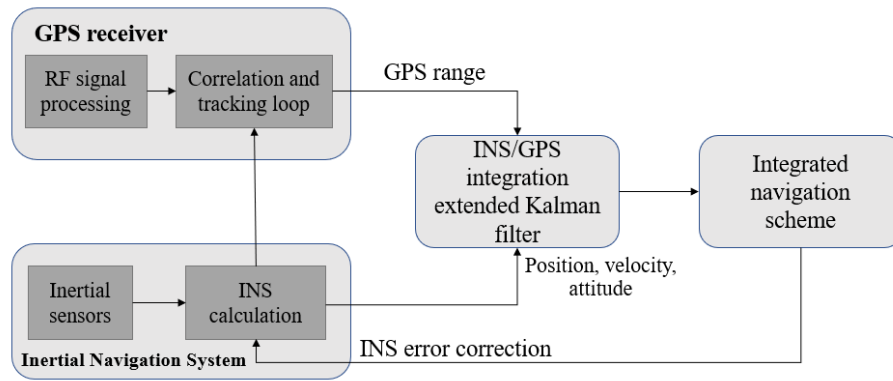 GPS receiver
RF signal
processing
Correlation and
tracking loop
GPS range
INS/GPS
integration
extended Kalman
filter
Integrated
navigation
scheme
Position, velocity,
attitude
Inertial
sensors
INS
calculation
Inertial Navigation System
INS error correction